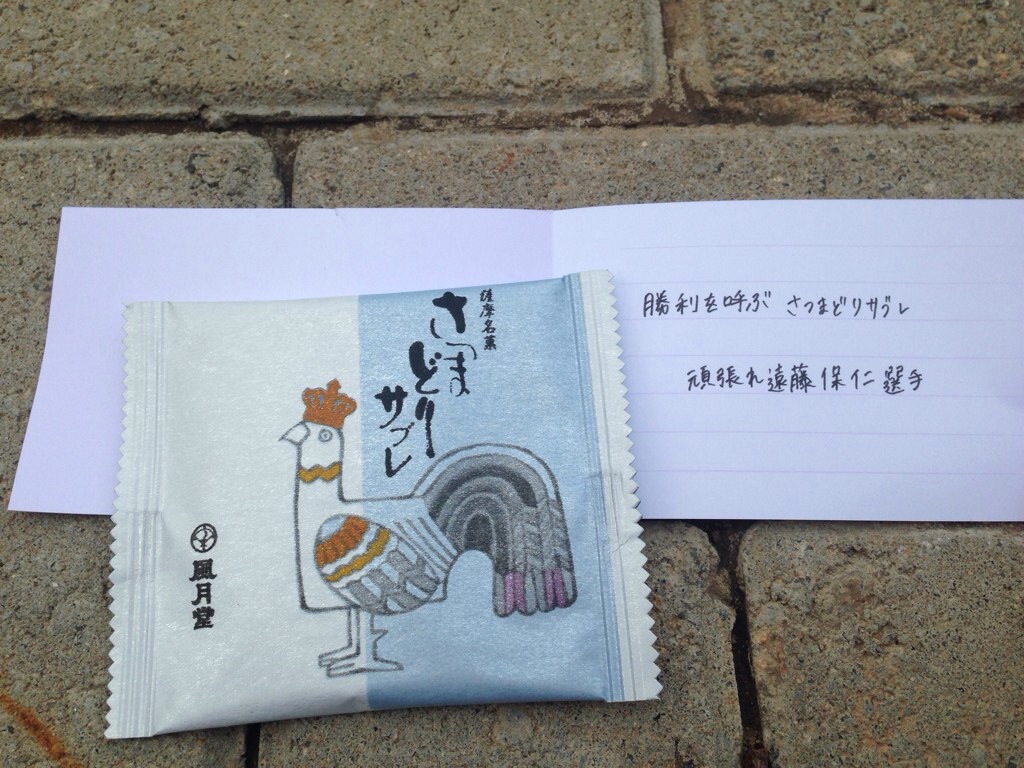 薩摩名菓
さつま
どり
サブレ
風月堂
勝利を呼ぶ さつまどりサブレ
頑張れ遠藤保仁選手